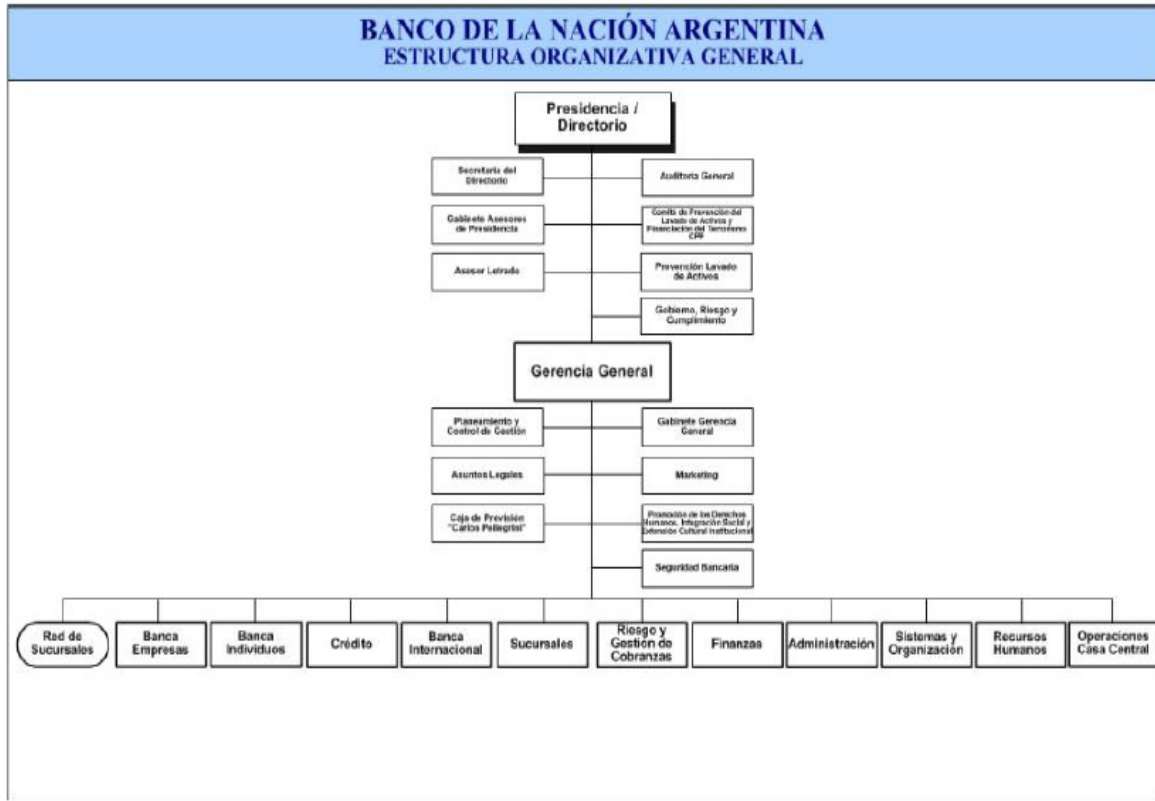 BANCO DE LA NACIÓN ARGENTINA
ESTRUCTURA ORGANIZATIVA GENERAL
Presidencia /
Directorio
Secretaría del
Directorio
Auditoría General
Gabinete Asesores
de Presidencia
Comité de Prevención del
Lavado de Activos y
Financiación del Terrorismo
CPF
Asesor Letrado
Prevención Lavado
de Activos
Gobierno, Riesgo y
Cumplimiento
Gerencia General
Planeamiento y
Control de Gestión
Gabinete Gerencia
General
Asuntos Legales
Marketing
Caja de Previsión
"Carlos Pellegrini"
Promoción de los Derechos
Humanos, Integración Social y
Extensión Cultural Institucional
Seguridad Bancaria
Red de
Sucursales
Banca
Empresas
Banca
Individuos
Crédito
Banca
Internacional
Sucursales
Riesgo y
Gestión de
Cobranzas
Finanzas
Administración
Sistemas y
Organización
Recursos
Humanos
Operaciones
Casa Central